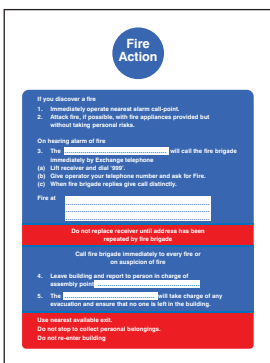 Fire
Action
If you discover a fire
1. Immediately operate nearest alarm call-point.
2. Attack fire, if possible, with fire appliances provided but
without taking personal risks.
On hearing alarm of fire
3. The ........................................ will call the fire brigade
immediately by Exchange telephone
(a) Lift receiver and dial '999'.
(b) Give operator your telephone number and ask for Fire.
(c) When fire brigade replies give call distinctly.
Fire at
Do not replace receiver until address has been
repeated by fire brigade
Call fire brigade immediately to every fire or
on suspicion of fire
4. Leave building and report to person in charge of
assembly point ........................................
5. The ........................................ will take charge of any
evacuation and ensure that no one is left in the building.
Use nearest available exit.
Do not stop to collect personal belongings.
Do not re-enter building